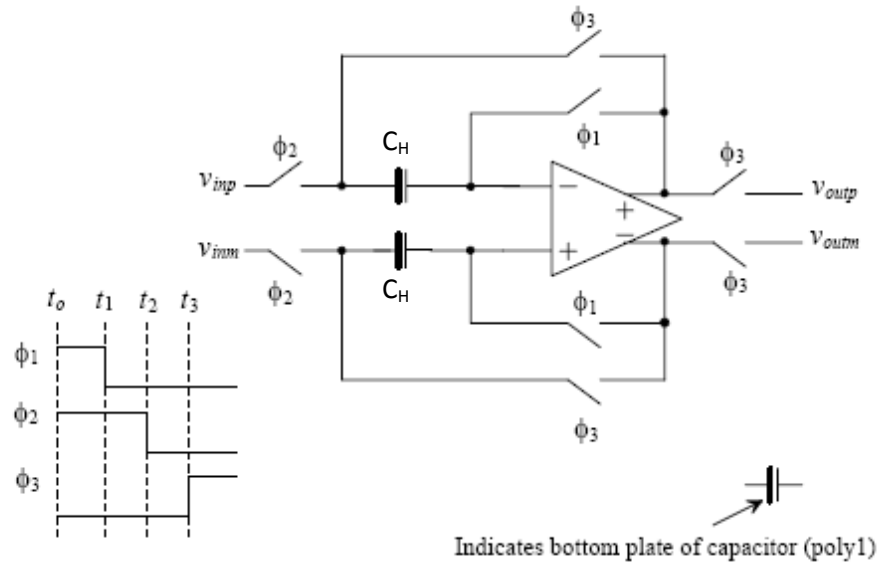 ϕ3
ϕ1
ϕ2
CH
ϕ3
vinp
voutp
−
+
vinm
voutm
+
−
ϕ2
CH
ϕ3
ϕ1
to t1 t2 t3
ϕ1
ϕ2
ϕ3
ϕ3
Indicates bottom plate of capacitor (poly1)